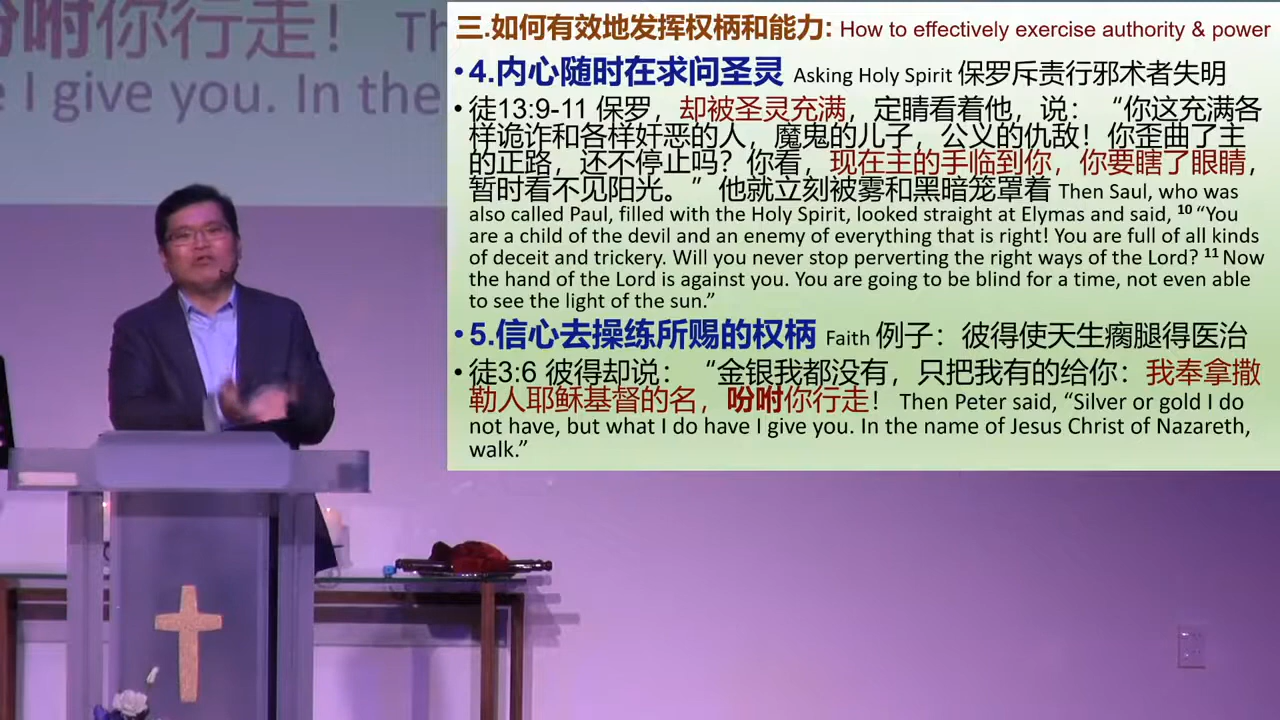 吩咐你行走！ Th
e I give you. In the
三.如何有效地发挥权柄和能力: How to effectively exercise authority & power
•4.内心随时在求问圣灵 Asking Holy Spirit 保罗斥责行邪术者失明
•徒13:9-11 保罗，却被圣灵充满，定睛看着他，说：“你这充满各
样诡诈和各样奸恶的人，魔鬼的儿子，公义的仇敌！你歪曲了主
的正路，还不停止吗？你看，现在主的手临到你，你要瞎了眼睛，
暂时看不见阳光。”他就立刻被雾和黑暗笼罩着 Then Saul, who was
also called Paul, filled with the Holy Spirit, looked straight at Elymas and said, 10 “You
are a child of the devil and an enemy of everything that is right! You are full of all kinds
of deceit and trickery. Will you never stop perverting the right ways of the Lord? 11 Now
the hand of the Lord is against you. You are going to be blind for a time, not even able
to see the light of the sun.”
•5.信心去操练所赐的权柄 Faith 例子：彼得使天生瘸腿得医治
•徒3:6 彼得却说：“金银我都没有，只把我有的给你：我奉拿撒
勒人耶稣基督的名，吩咐你行走！ Then Peter said, “Silver or gold I do
not have, but what I do have I give you. In the name of Jesus Christ of Nazareth,
walk.”